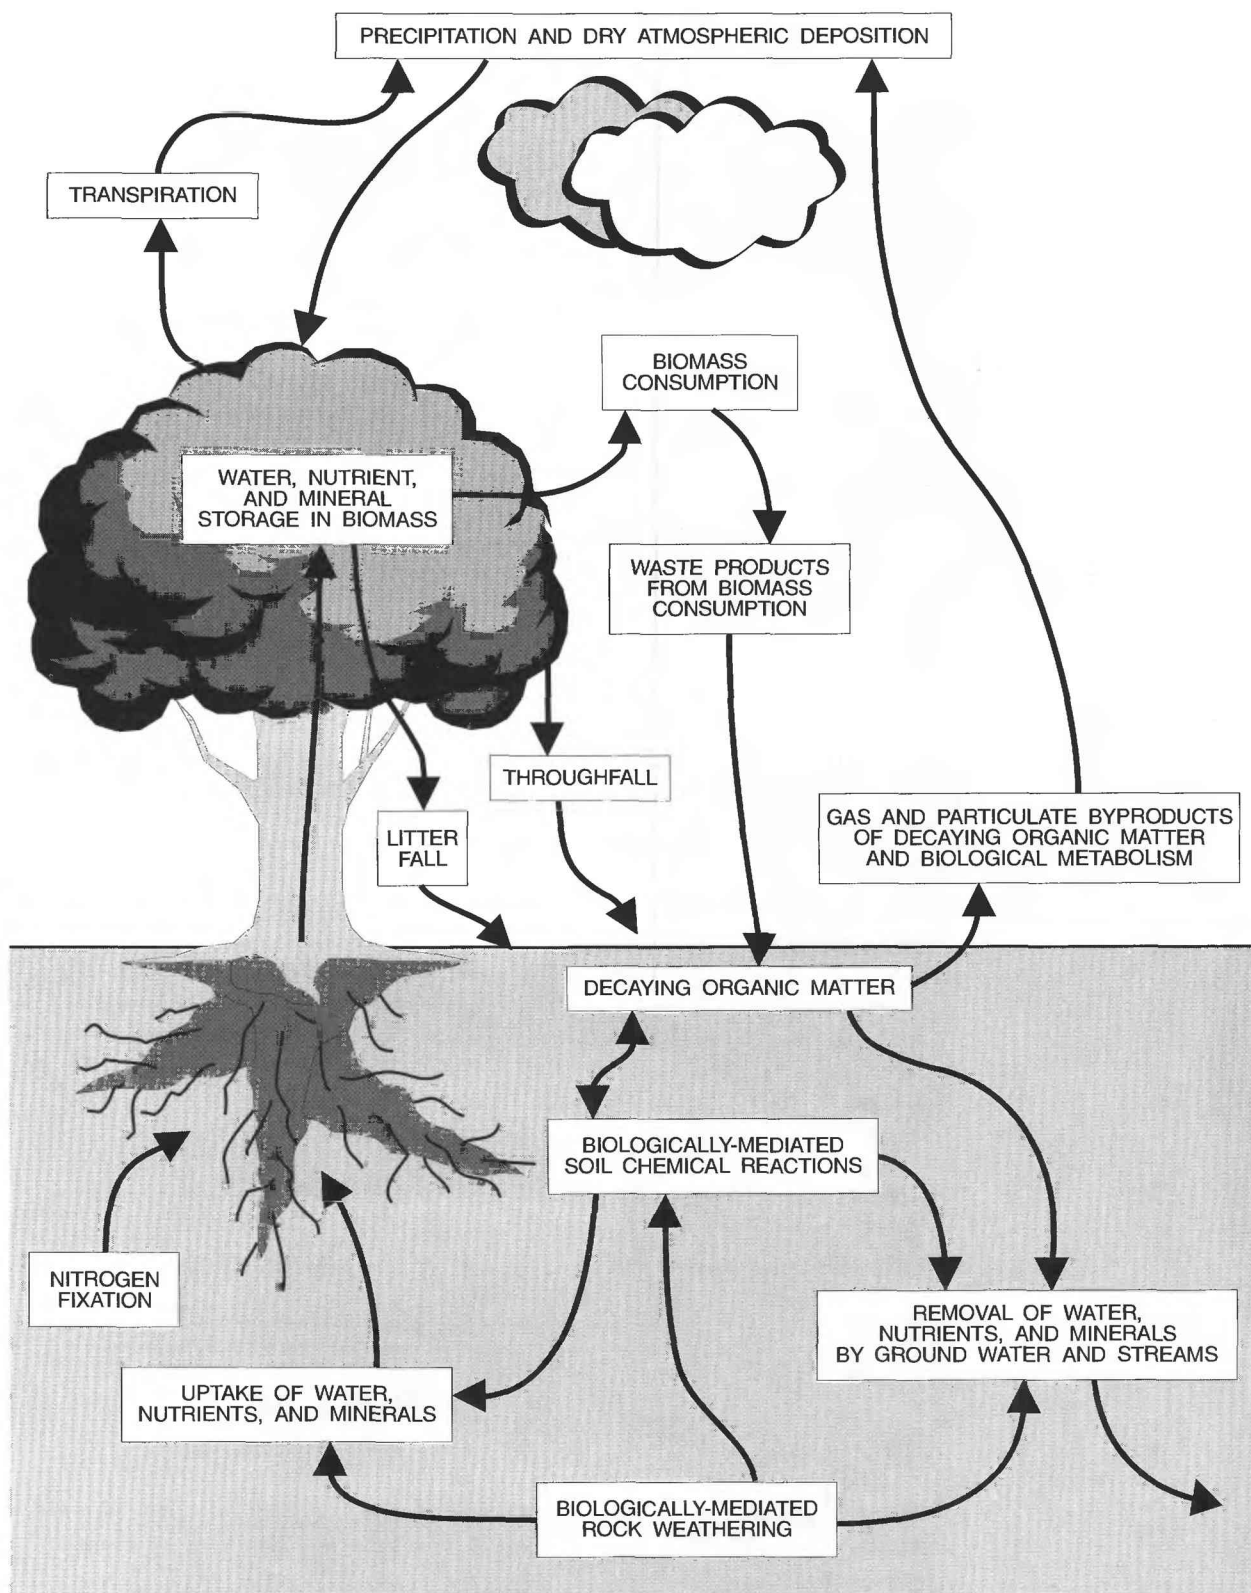 PRECIPITATION AND DRY ATMOSPHERIC DEPOSITION
TRANSPIRATION
BIOMASS
CONSUMPTION
WATER, NUTRIENT,
AND MINERAL
STORAGE IN BIOMASS
WASTE PRODUCTS
FROM BIOMASS
CONSUMPTION
THROUGHFALL
LITTER
FALL
GAS AND PARTICULATE BYPRODUCTS
OF DECAYING ORGANIC MATTER
AND BIOLOGICAL METABOLISM
DECAYING ORGANIC MATTER
BIOLOGICALLY-MEDIATED
SOIL CHEMICAL REACTIONS
NITROGEN
FIXATION
REMOVAL OF WATER,
NUTRIENTS, AND MINERALS
BY GROUND WATER AND STREAMS
UPTAKE OF WATER,
NUTRIENTS, AND MINERALS
BIOLOGICALLY-MEDIATED
ROCK WEATHERING